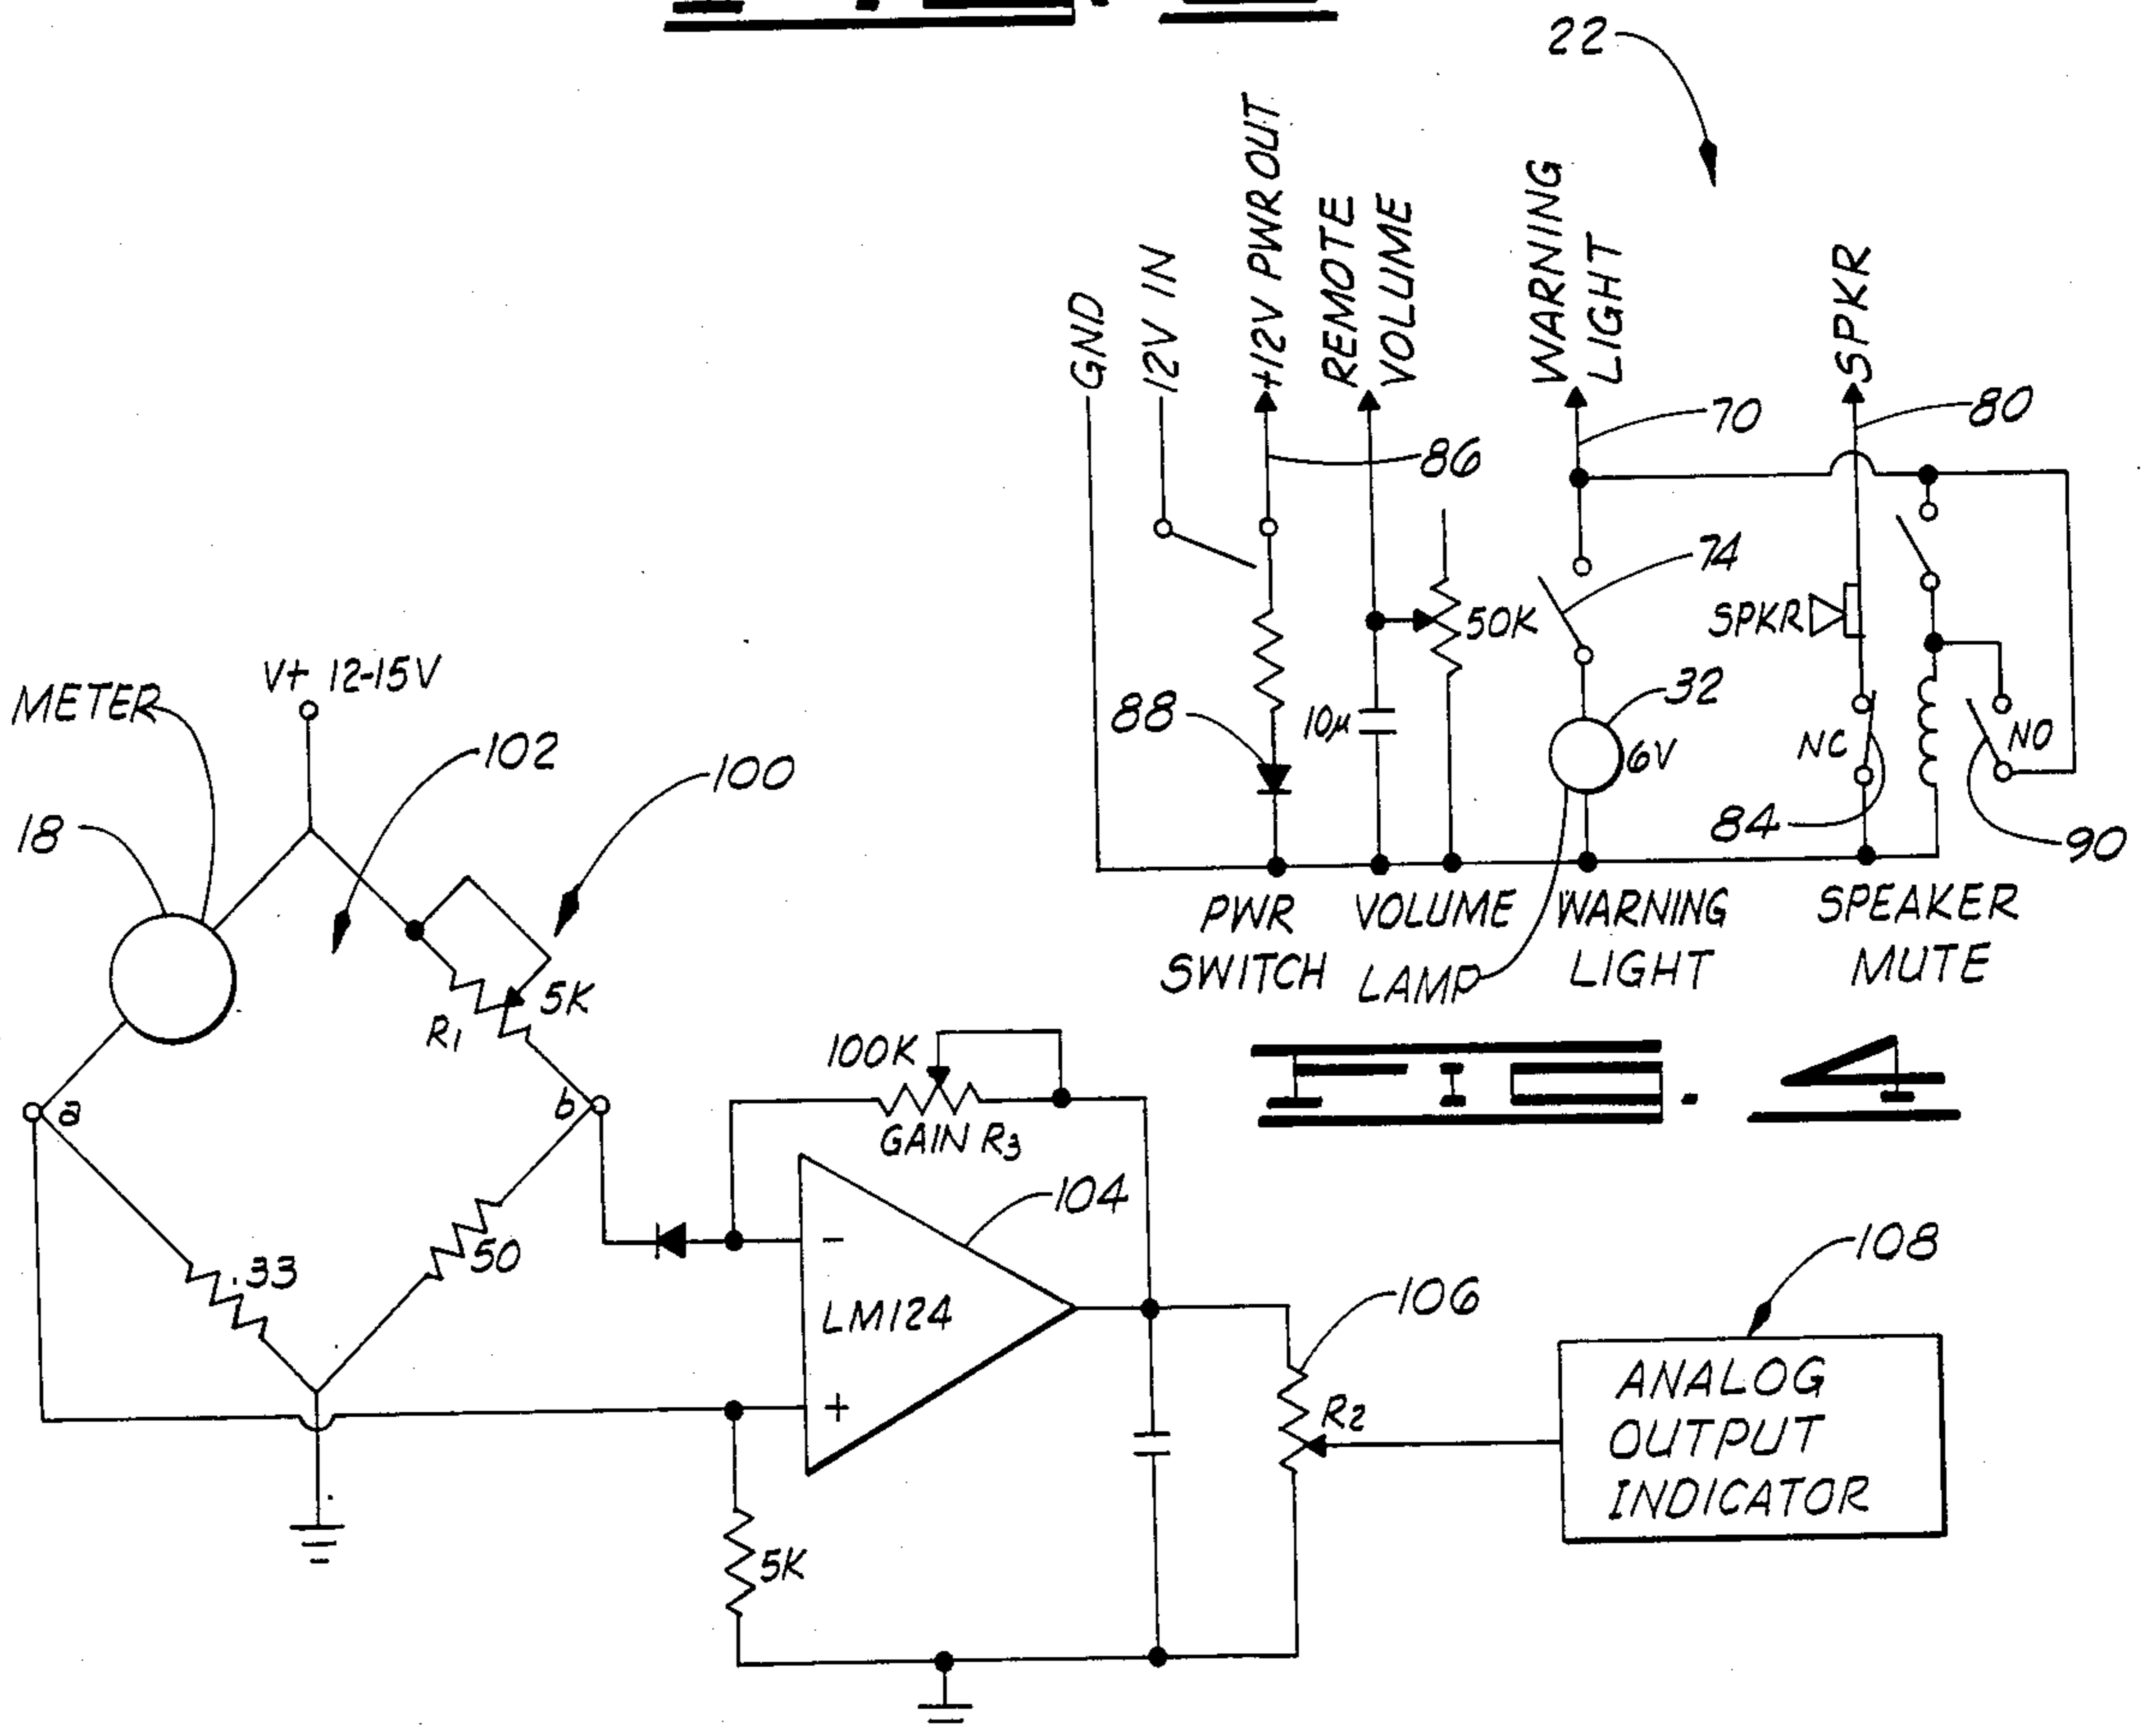 22
GND
12V IN
+12V PWR OUT
REMOTE
VOLUME
WARNING
LIGHT
SPKR
86
70
80
74
50K
SPKR
32
88
10µ
6V
NC
NO
84
90
PWR
SWITCH
VOLUME
LAMP
WARNING
LIGHT
SPEAKER
MUTE
FIG. 4
METER
V+ 12-15V
18
102
100
R1
5K
a
b
.33
50
100K
GAIN R3
104
-
LM124
+
5K
106
R2
108
ANALOG
OUTPUT
INDICATOR